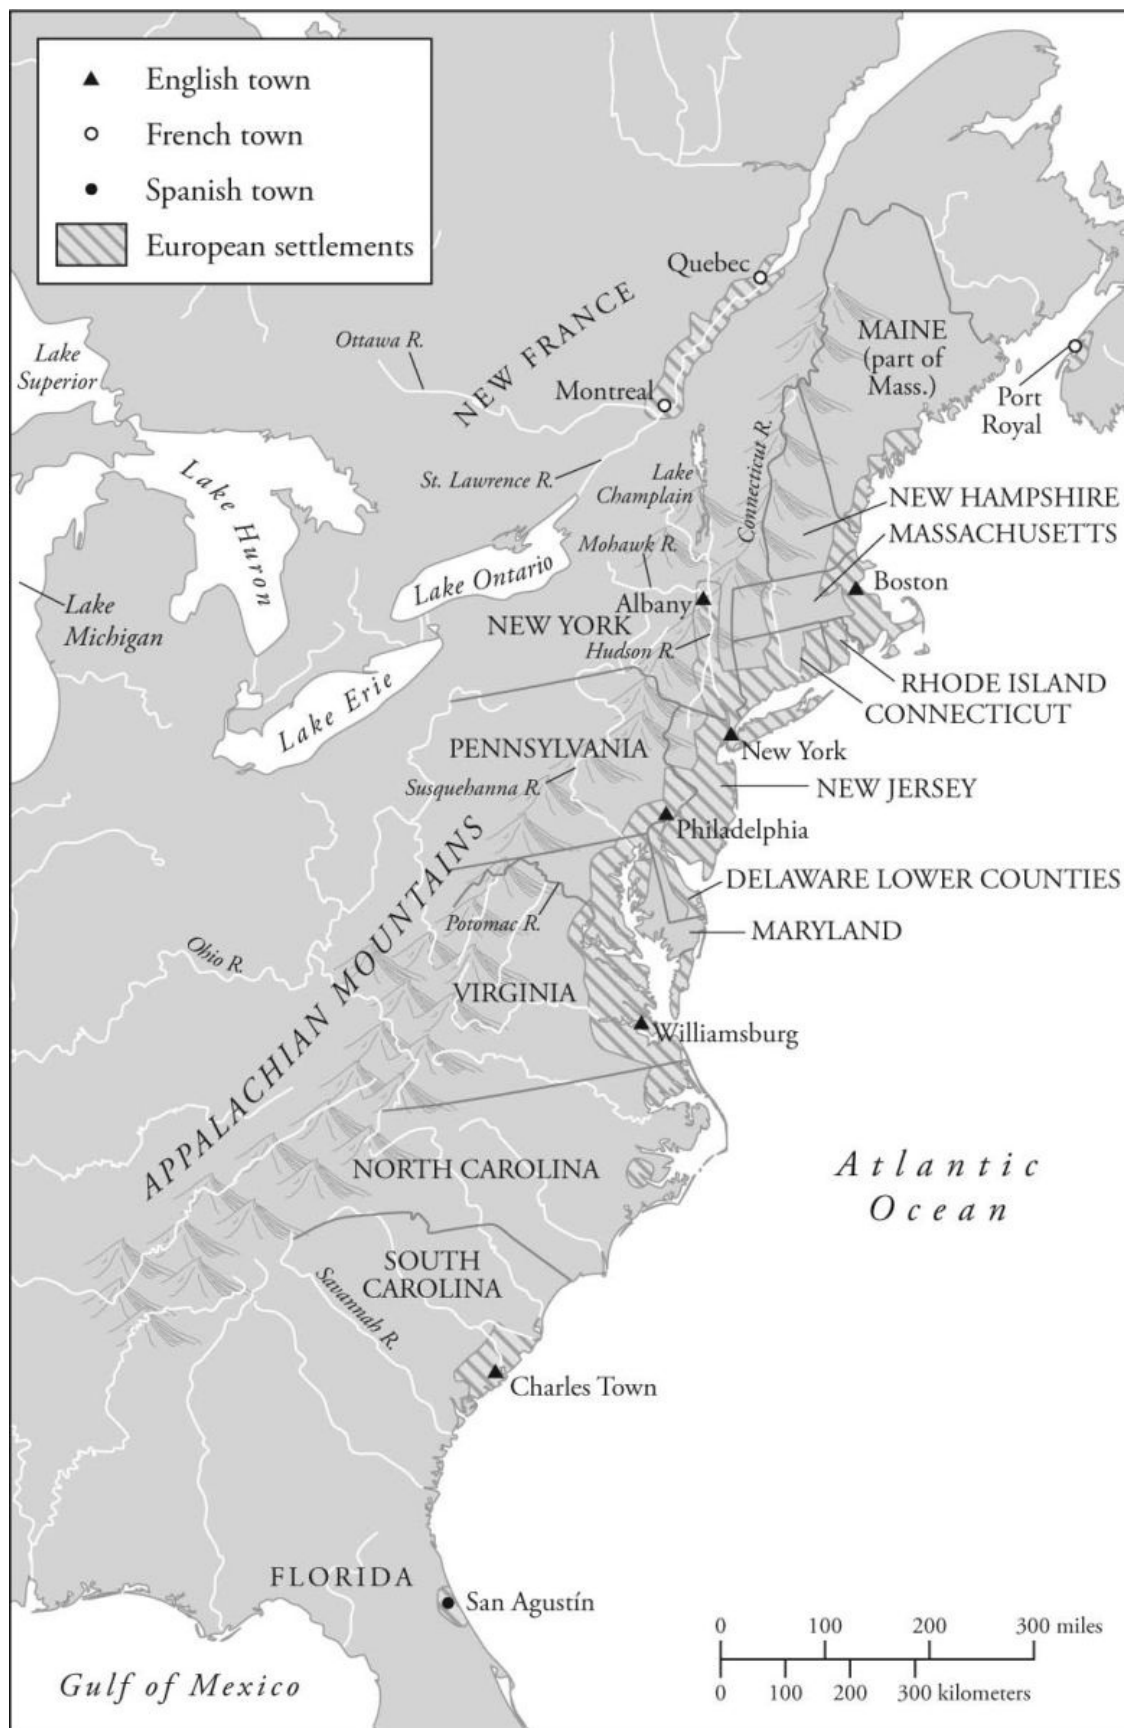 English town
French town
Spanish town
European settlements
Quebec
NEW FRANCE
Ottawa R.
MAINE
(part of
Mass.)
Lake
Superior
Montreal
Port
Royal
Lake Huron
St. Lawrence R.
Lake
Champlain
Connecticut R.
NEW HAMPSHIRE
MASSACHUSETTS
Mohawk R.
Lake Ontario
Boston
Albany
Lake
Michigan
NEW YORK
Hudson R.
RHODE ISLAND
CONNECTICUT
Lake Erie
PENNSYLVANIA
New York
Susquehanna R.
NEW JERSEY
Philadelphia
DELAWARE LOWER COUNTIES
Potomac R.
MARYLAND
Ohio R.
APPALACHIAN MOUNTAINS
VIRGINIA
Williamsburg
NORTH CAROLINA
Atlantic
Ocean
SOUTH
CAROLINA
Savannah R.
Charles Town
FLORIDA
San Agustín
0 100 200 300 miles
0 100 200 300 kilometers
Gulf of Mexico